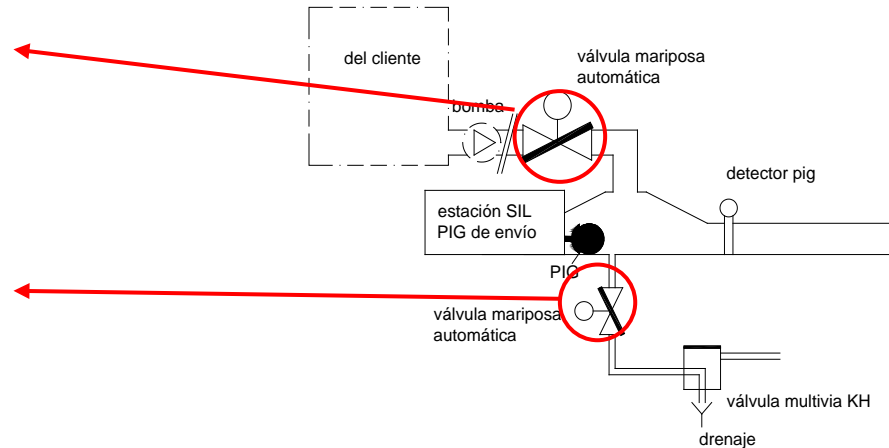 del cliente
válvula mariposa
automática
bomba
detector pig
estación SIL
PIG de envío
PIG
válvula mariposa
automática
válvula multivia KH
drenaje